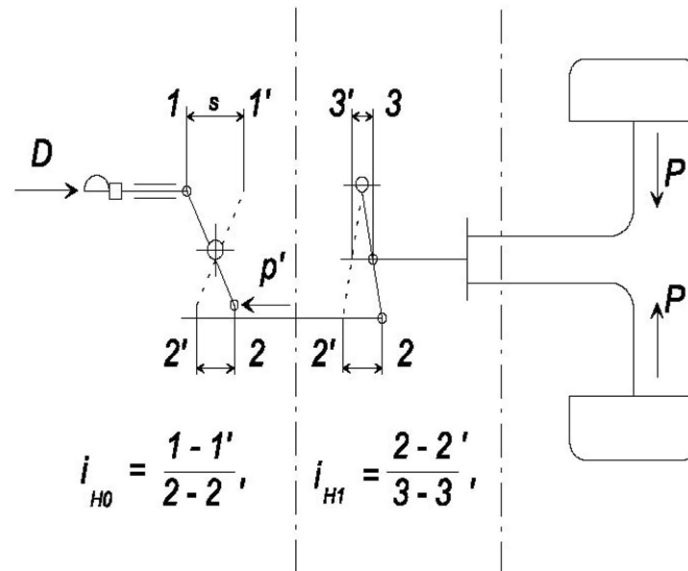 1 s 1' 3' 3
D
P
p'
P
2' 2 2' 2
i_H0 = 1 - 1' / 2 - 2 ' i_H1 = 2 - 2 ' / 3 - 3 '